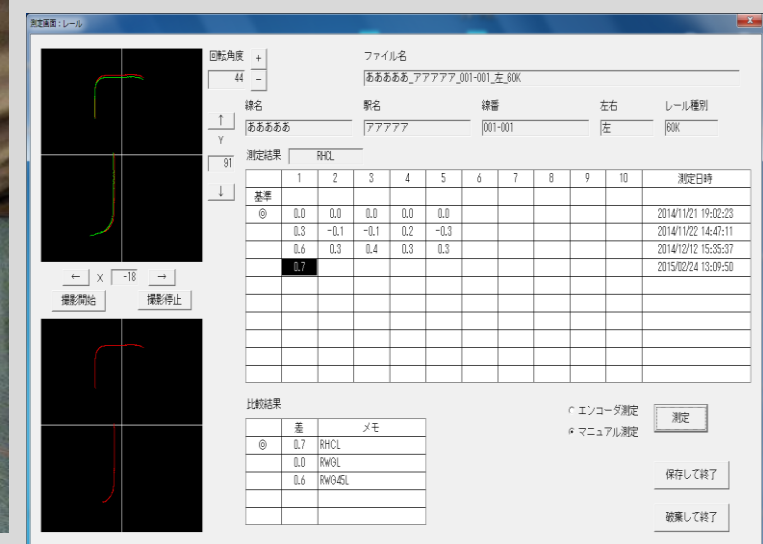 測定画面:レール
回転角度
+
44
-
ファイル名
あああああ_アアアアア_001-001_左_60K
線名
駅名
線番
左右
レール種別
あああああ
アアアアア
001-001
左
60K
↑
Y
91
↓
測定結果 RHCL
1 2 3 4 5 6 7 8 9 10 測定日時
基準
◎ 0.0 0.0 0.0 0.0 0.0 2014/11/21 19:02:23
0.3 -0.1 -0.1 0.2 -0.3 2014/11/22 14:47:11
0.6 0.3 0.4 0.3 0.3 2014/12/12 15:35:37
0.7 2015/02/24 13:09:50
← X -18 →
撮影開始 撮影停止
比較結果
差 メモ
◎ 0.7 RHCL
0.0 RWGL
0.6 RWG45L
エンコーダ測定
マニュアル測定
測定
保存して終了
破棄して終了